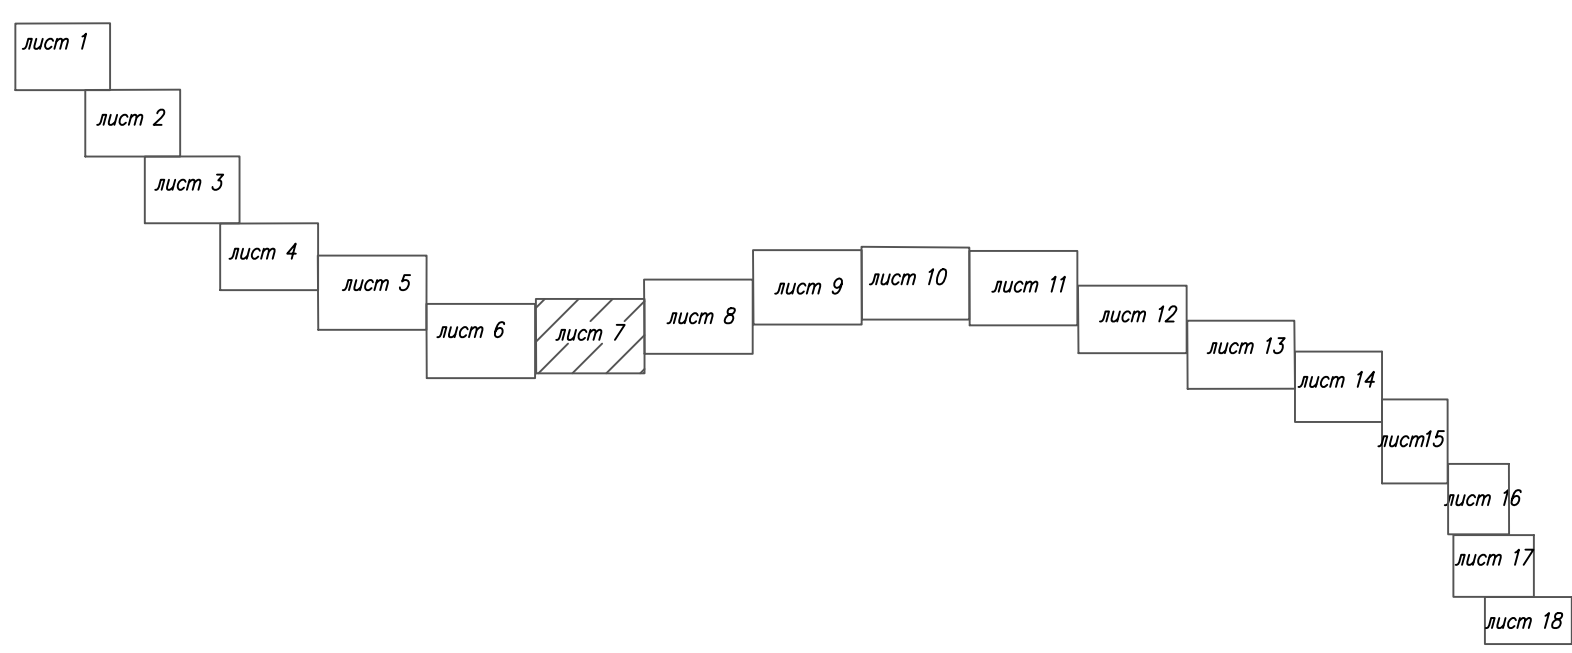 лист 1
лист 2
лист 3
лист 4
лист 5
лист 6
лист 7
лист 8
лист 9
лист 10
лист 11
лист 12
лист 13
лист 14
лист15
лист 16
лист 17
лист 18